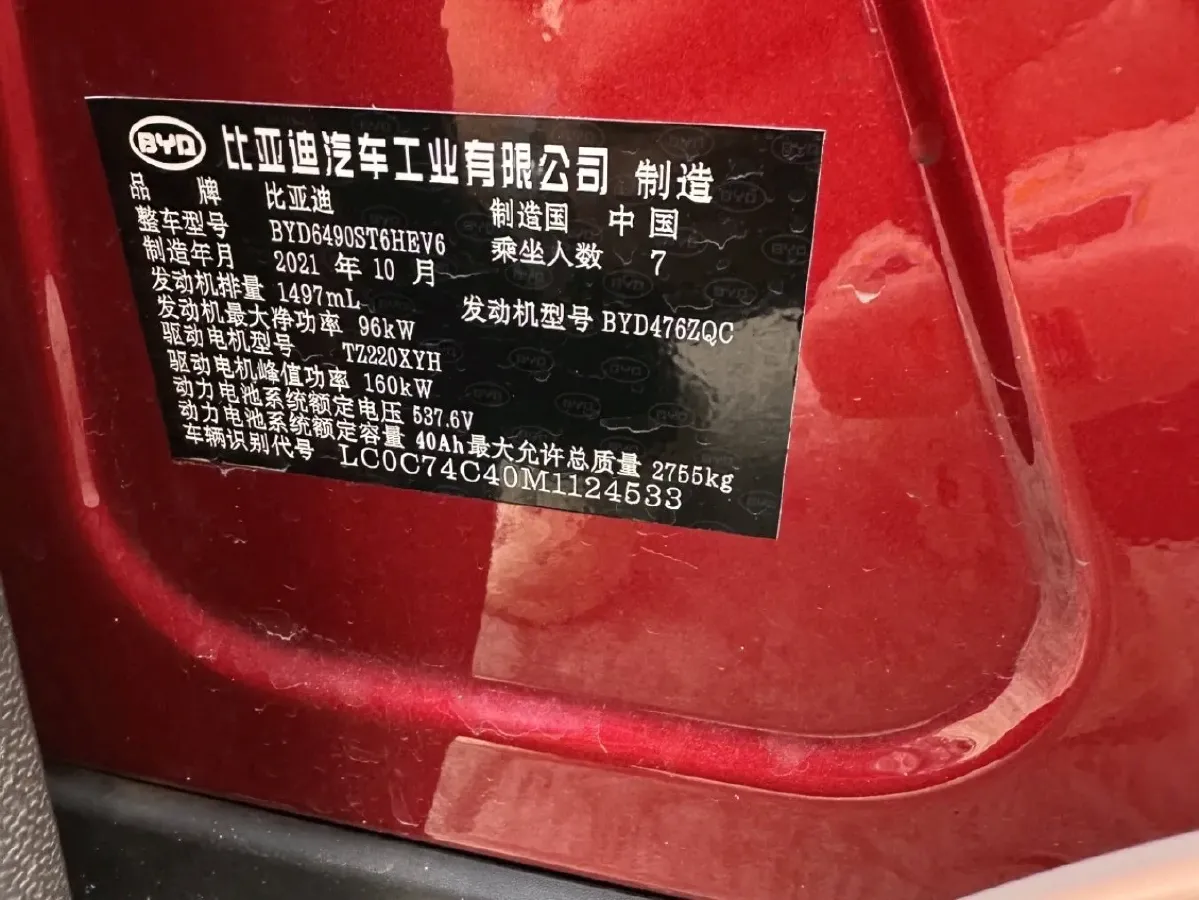 BYD 比亚迪汽车工业有限公司 制造
品牌 比亚迪 制造国 中国
整车型号 BYD6490ST6HEV6 乘坐人数 7
制造年月 2021 年 10 月
发动机排量 1497mL 发动机型号 BYD476ZQC
发动机最大净功率 96kW
驱动电机型号 TZ220XYH
驱动电机峰值功率 160kW
动力电池系统额定电压 537.6V
动力电池系统额定容量 40Ah 最大允许总质量 2755kg
车辆识别代号 LC0C74C40M1124533